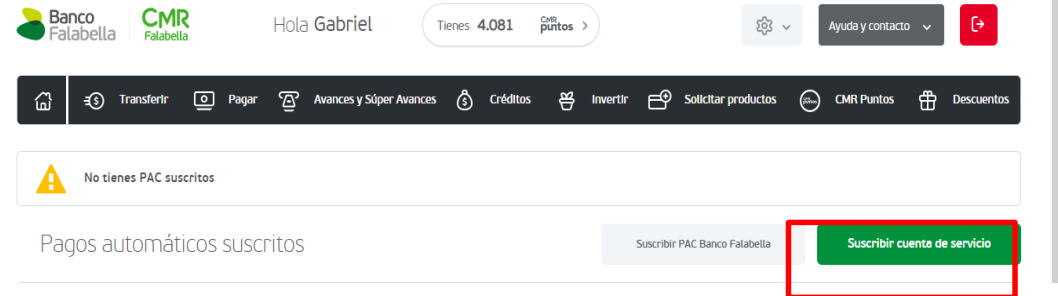 Banco Falabella
CMR Falabella
Hola Gabriel
Tienes 4.081 CMR puntos >
Ayuda y contacto
Transferir
Pagar
Avances y Súper Avances
Créditos
Invertir
Solicitar productos
CMR Puntos
Descuentos
No tienes PAC suscritos
Pagos automáticos suscritos
Suscribir PAC Banco Falabella
Suscribir cuenta de servicio